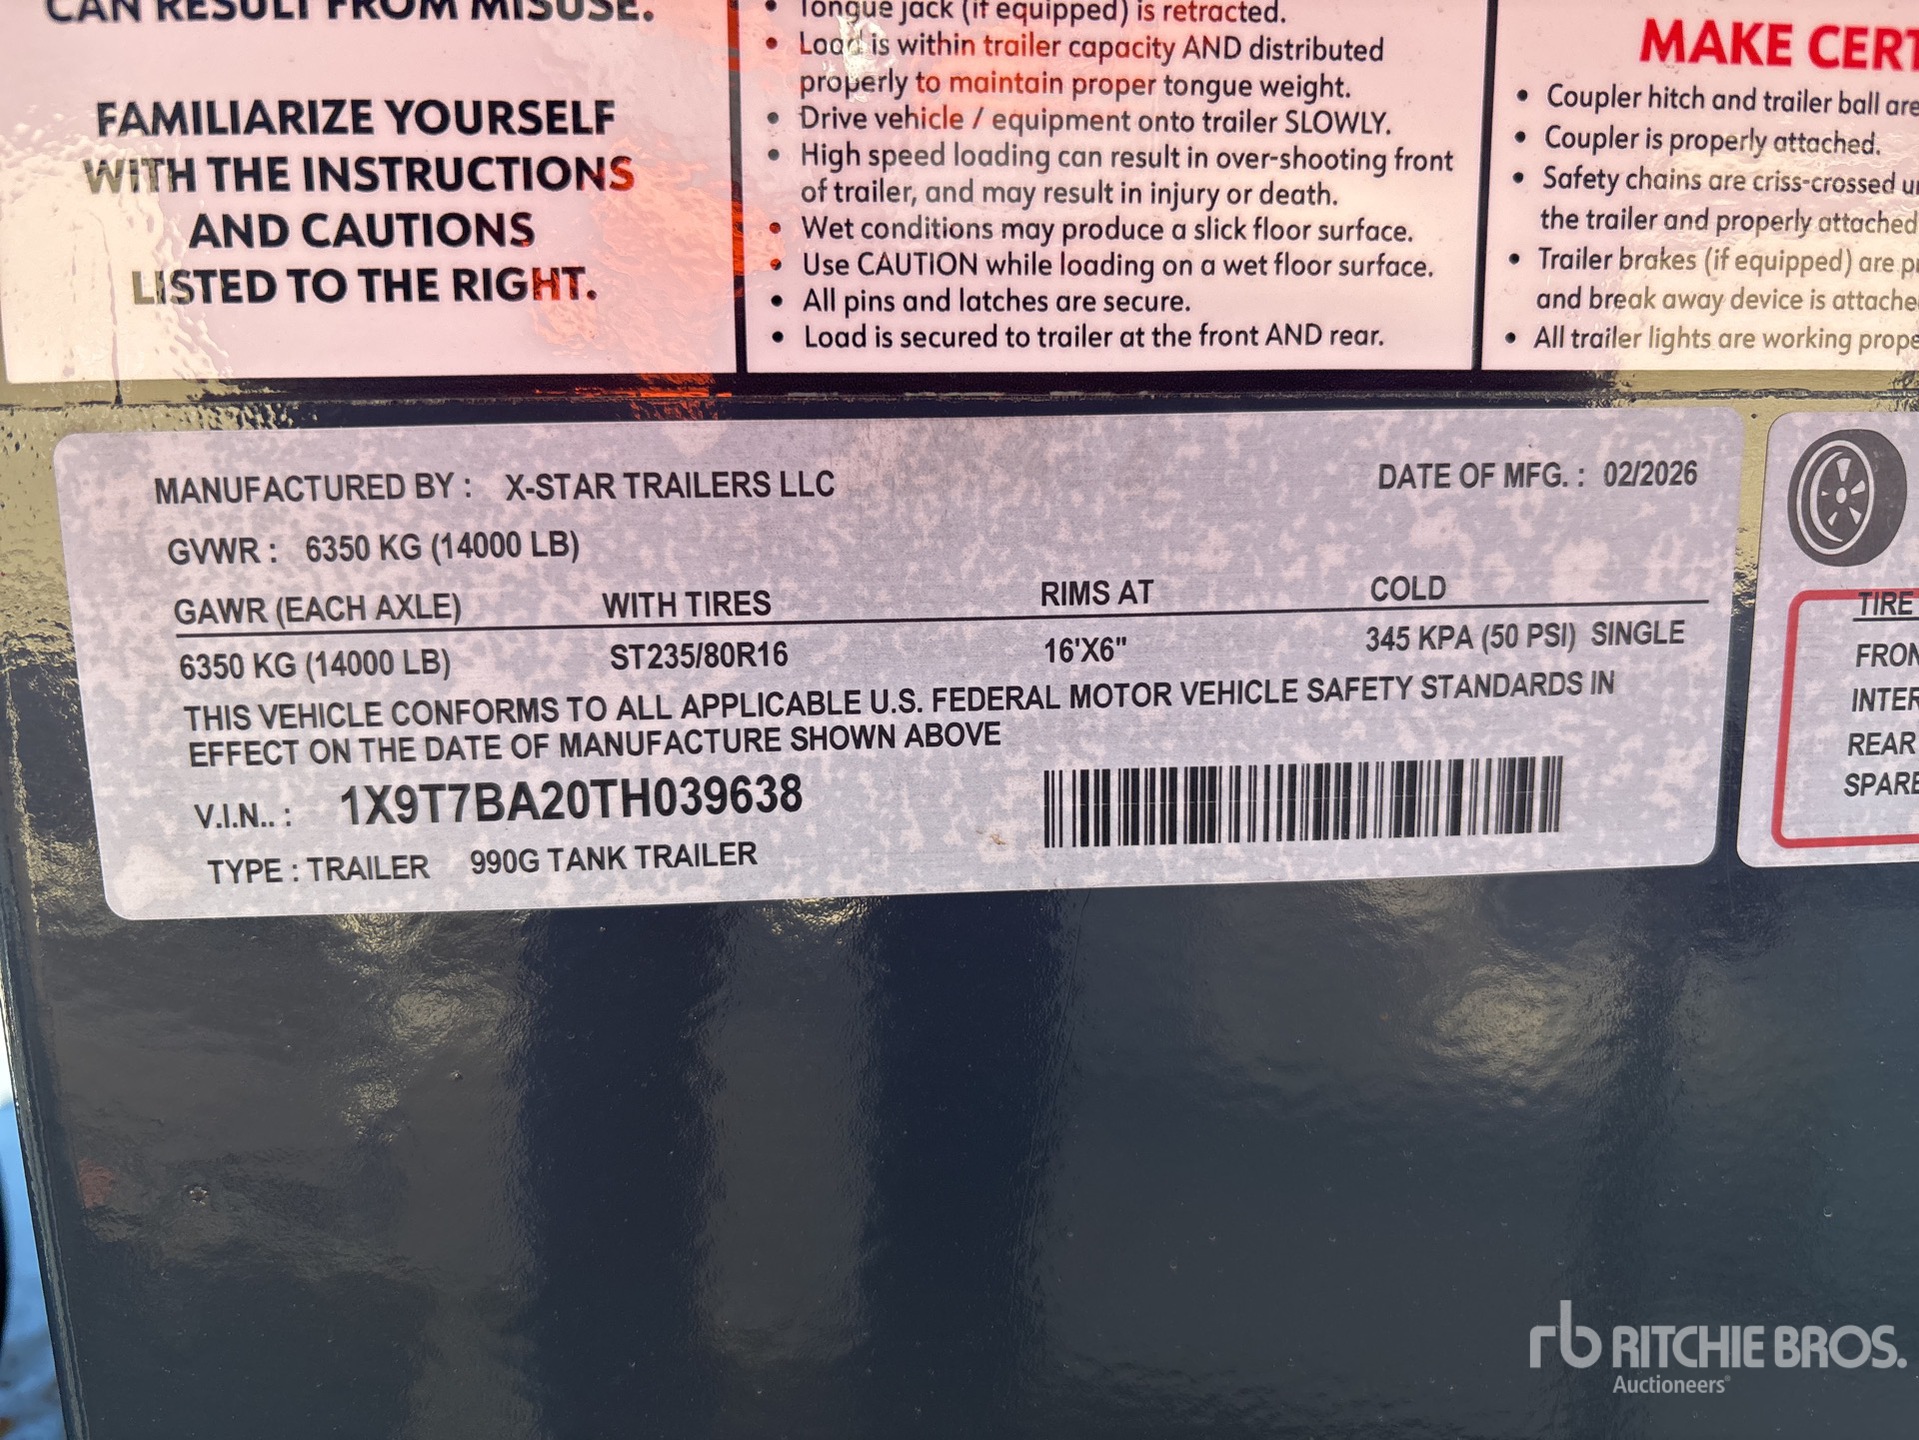 CAN RESULT FROM MISUSE.
FAMILIARIZE YOURSELF
WITH THE INSTRUCTIONS
AND CAUTIONS
LISTED TO THE RIGHT.
• Tongue jack (if equipped) is retracted.
• Load is within trailer capacity AND distributed
properly to maintain proper tongue weight.
• Drive vehicle / equipment onto trailer SLOWLY.
• High speed loading can result in over-shooting front
of trailer, and may result in injury or death.
• Wet conditions may produce a slick floor surface.
• Use CAUTION while loading on a wet floor surface.
• All pins and latches are secure.
• Load is secured to trailer at the front AND rear.
MAKE CERT
• Coupler hitch and trailer ball are
• Coupler is properly attached.
• Safety chains are criss-crossed
the trailer and properly attached
• Trailer brakes (if equipped) are
and break away device is
• All trailer lights are working
MANUFACTURED BY : X-STAR TRAILERS LLC DATE OF MFG. : 02/2026
GVWR : 6350 KG (14000 LB)
GAWR (EACH AXLE) WITH TIRES RIMS AT COLD
6350 KG (14000 LB) ST235/80R16 16'X6" 345 KPA (50 PSI) SINGLE
THIS VEHICLE CONFORMS TO ALL APPLICABLE U.S. FEDERAL MOTOR VEHICLE SAFETY STANDARDS IN
EFFECT ON THE DATE OF MANUFACTURE SHOWN ABOVE
V.I.N.. : 1X9T7BA20TH039638
TYPE : TRAILER 990G TANK TRAILER
TIRE
FRON
INTER
REAR
SPARE
rb RITCHIE BROS.
Auctioneers®